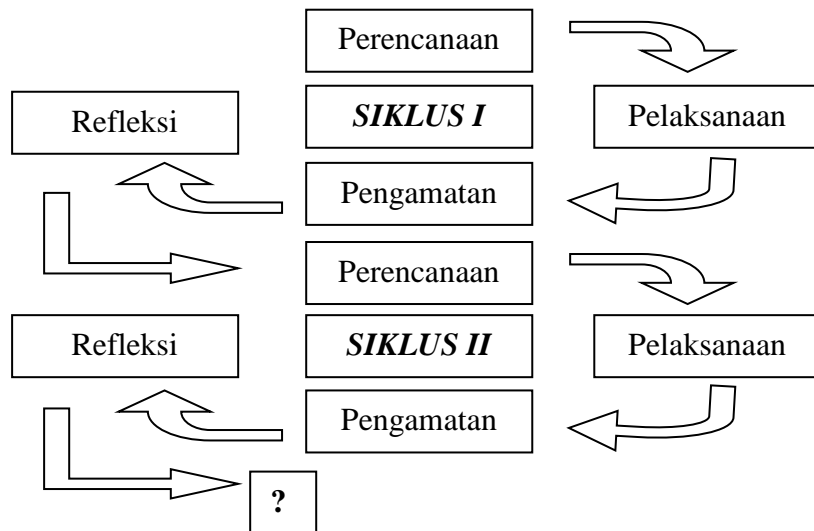 Perencanaan
Refleksi
SIKLUS I
Pelaksanaan
Pengamatan
Perencanaan
Refleksi
SIKLUS II
Pelaksanaan
Pengamatan
?